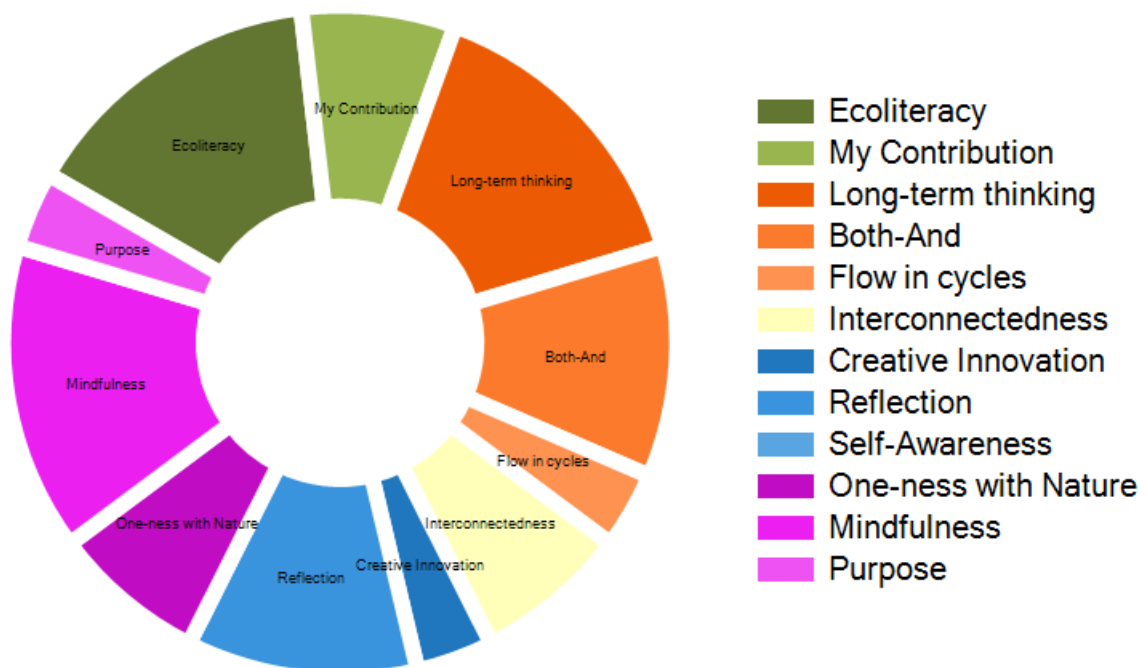 My Contribution
Ecoliteracy
Long-term thinking
Purpose
Both-And
Mindfulness
Flow in cycles
One-ness with Nature
Interconnectedness
Creative Innovation
Reflection
Ecoliteracy
My Contribution
Long-term thinking
Both-And
Flow in cycles
Interconnectedness
Creative Innovation
Reflection
Self-Awareness
One-ness with Nature
Mindfulness
Purpose